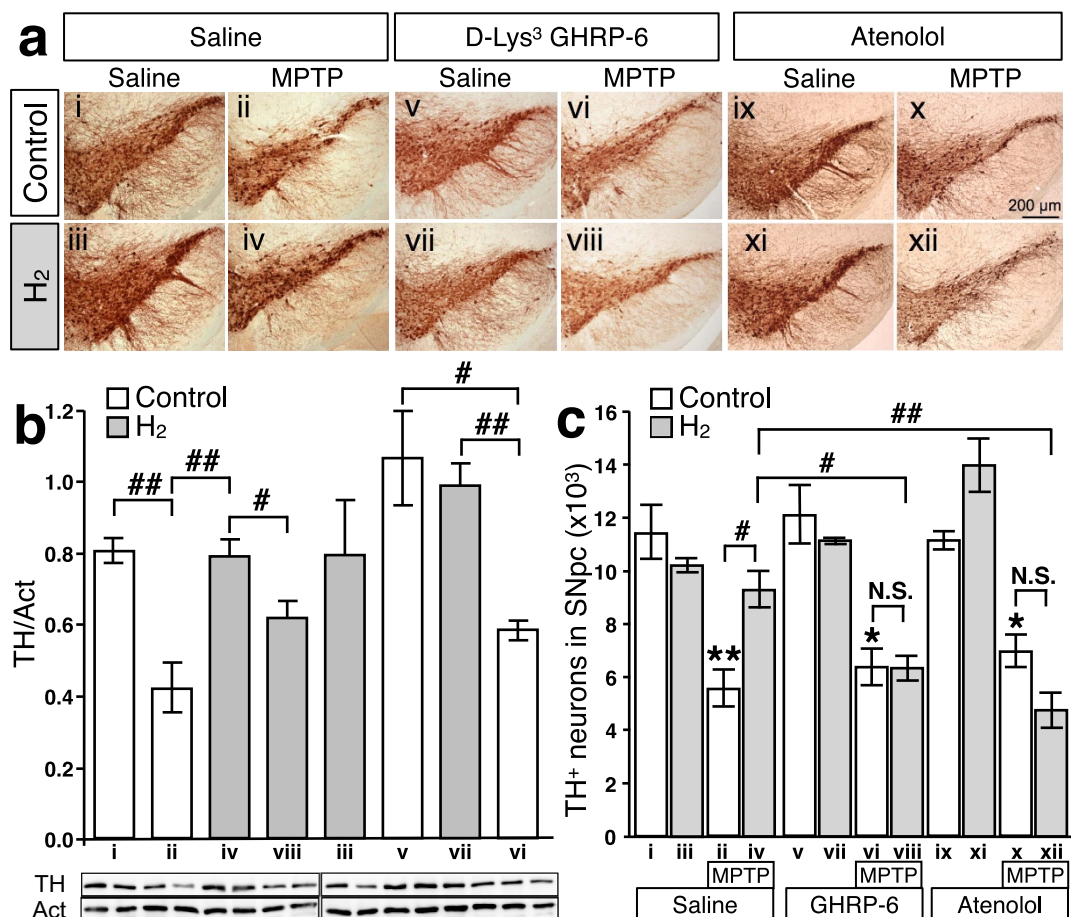 a
Saline D-Lys³ GHRP-6 Atenolol
Saline MPTP Saline MPTP Saline MPTP
Control
i ii v vi ix x
200 µm
H₂
iii iv vii viii xi xii
b
Control
H₂
TH/Act
1.2
1.0
0.8
0.6
0.4
0.2
0.0
## ## # # ##
i ii iv viii iii v vii vi
TH
Act
c
Control
H₂
TH⁺ neurons in SNpc (x10³)
16
14
12
10
8
6
4
2
0
##
#
#
N.S. N.S.
** * *
i iii ii iv v vii vi viii ix xi x xii
MPTP MPTP MPTP
Saline GHRP-6 Atenolol